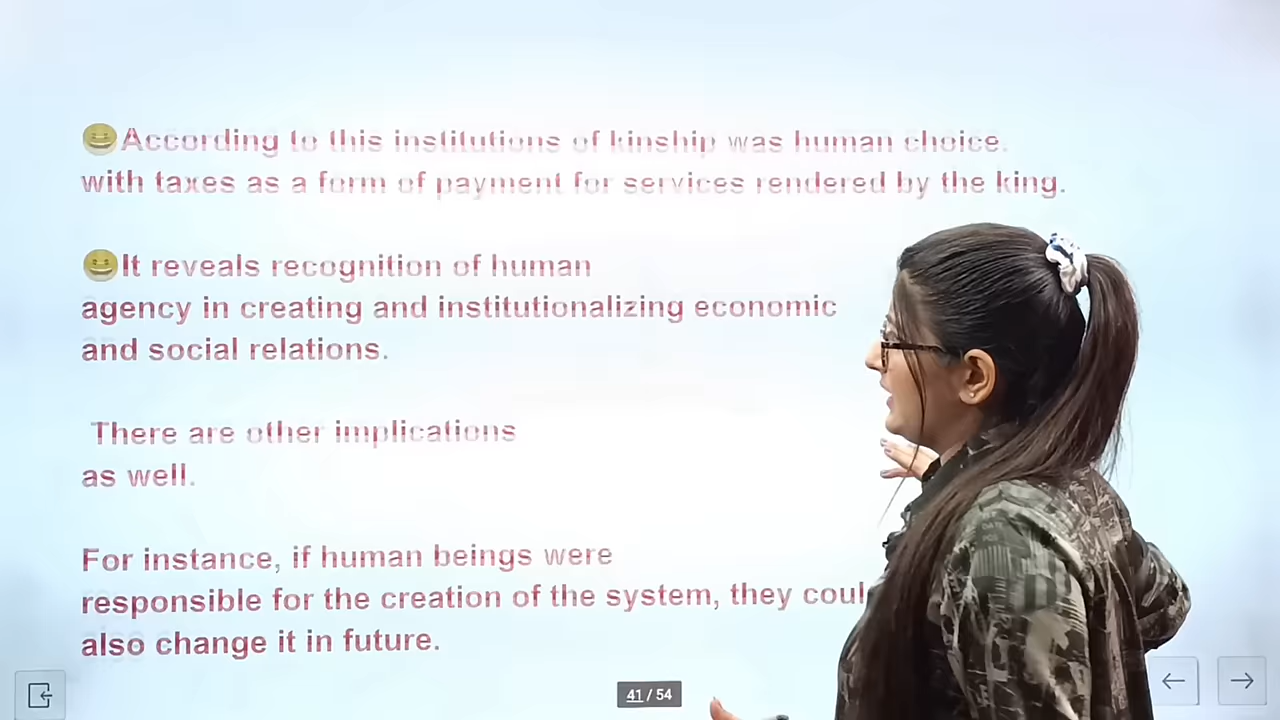 😀According to this institutions of kinship was human choice.
with taxes as a form of payment for services rendered by the king.
😀It reveals recognition of human
agency in creating and institutionalizing economic
and social relations.
There are other implications
as well.
For instance, if human beings were
responsible for the creation of the system, they coul
also change it in future.
41 / 54